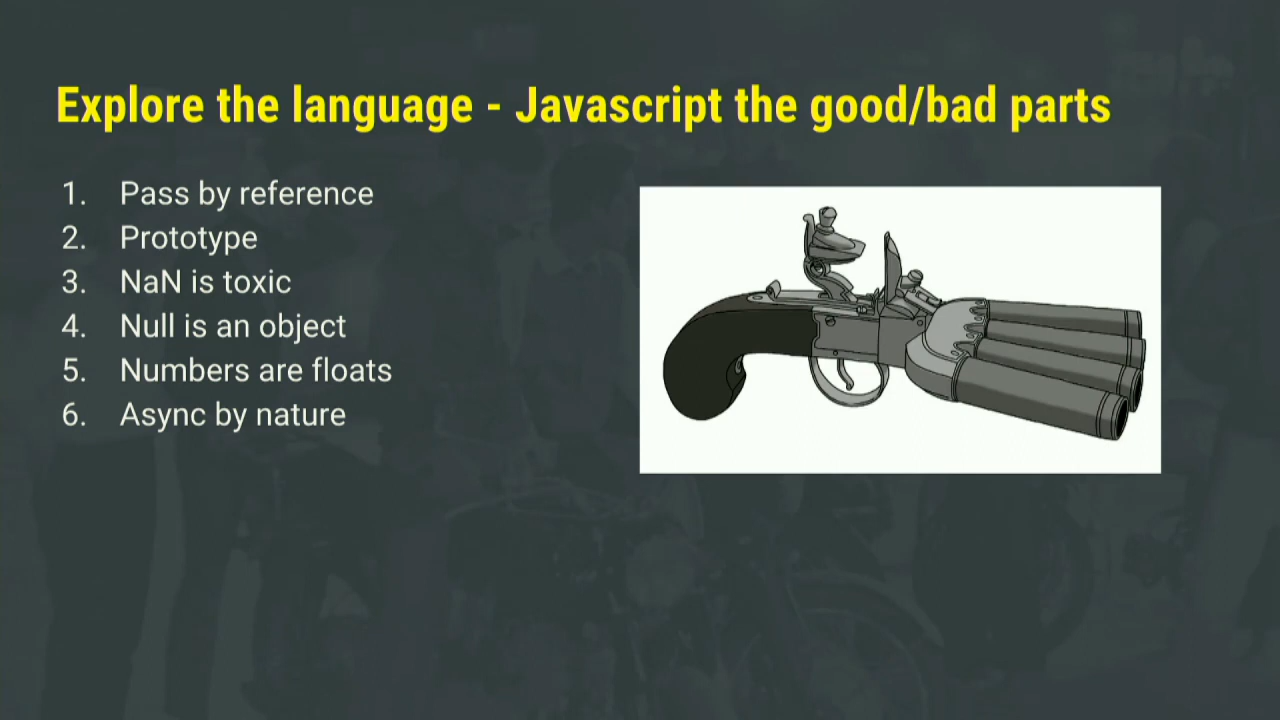 Explore the language - Javascript the good/bad parts
1. Pass by reference
2. Prototype
3. NaN is toxic
4. Null is an object
5. Numbers are floats
6. Async by nature